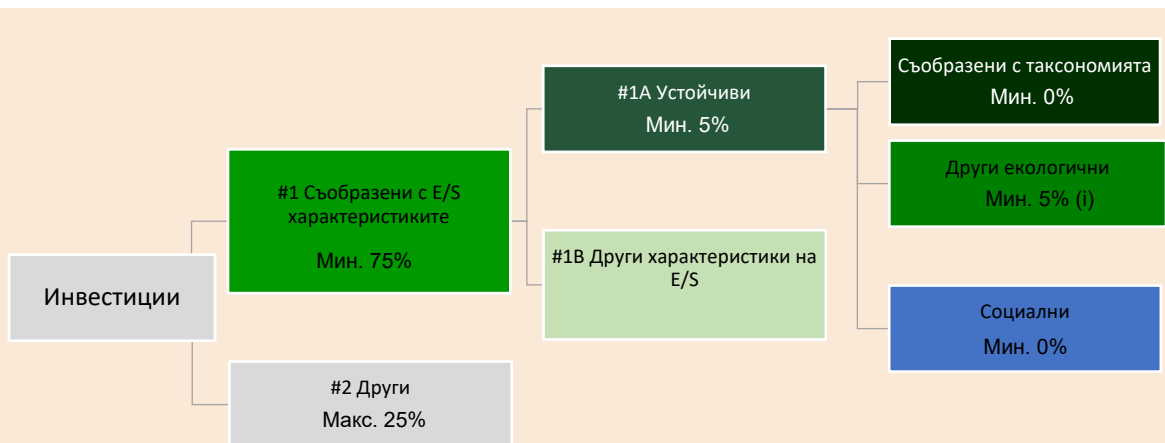 Инвестиции
#1 Съобразени с E/S
характеристиките
Мин. 75%
#2 Други
Макс. 25%
#1A Устойчиви
Мин. 5%
#1B Други характеристики на
E/S
Съобразени с таксономията
Мин. 0%
Други екологични
Мин. 5% (i)
Социални
Мин. 0%